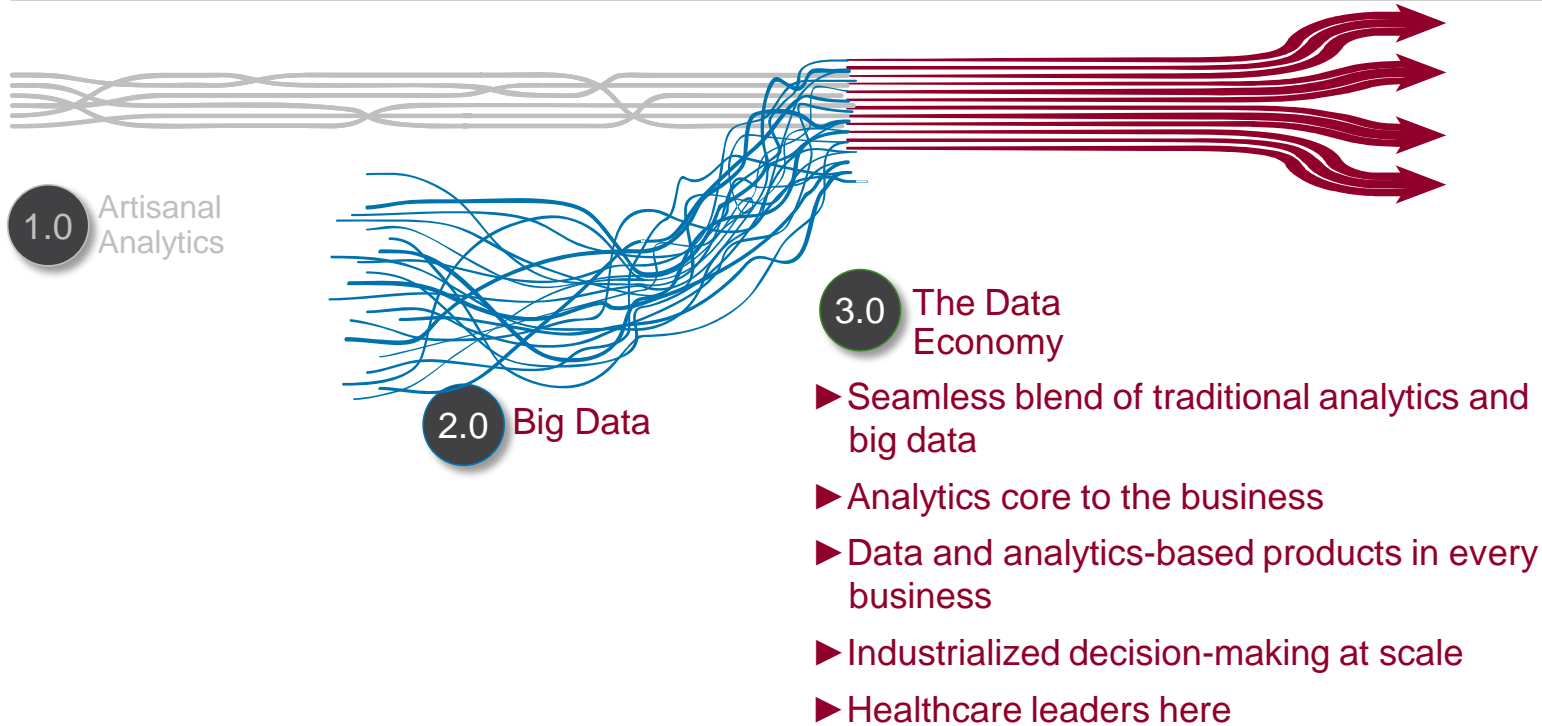 1.0
Artisanal
Analytics
2.0
Big Data
3.0
The Data
Economy
►Seamless blend of traditional analytics and
big data
►Analytics core to the business
►Data and analytics-based products in every
business
►Industrialized decision-making at scale
►Healthcare leaders here